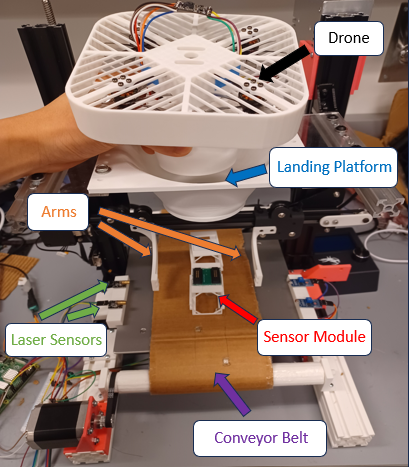 Drone
Landing Platform
Arms
Laser Sensors
Sensor Module
Conveyor Belt